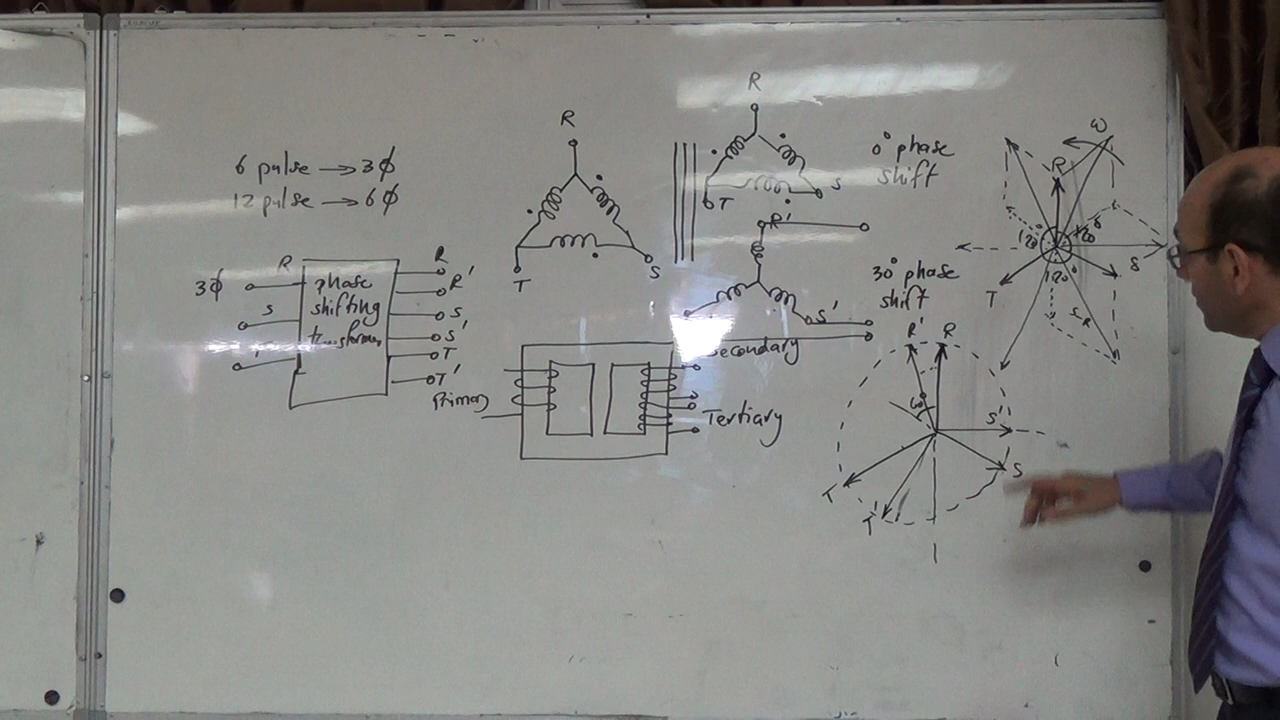 6 pulse → 3ϕ
12 pulse → 6ϕ
3ϕ
R
S
phase
shifting
transformer
R
R'
S
S'
T
T'
R
T
S
R
T
S
0° phase
shift
R'
S'
30° phase
shift
Primary
Secondary
Tertiary
ω
R
120°
120°
120°
S
T
R'
R
60°
S'
S
T
T'